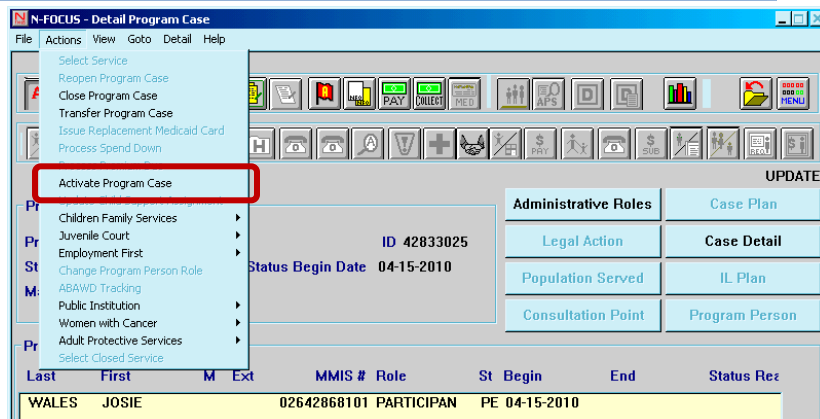 N-FOCUS - Detail Program Case
File Actions View Goto Detail Help
Select Service
Reopen Program Case
Close Program Case
Transfer Program Case
Issue Replacement Medicaid Card
Process Spend Down
Activate Program Case
Children Family Services
Juvenile Court
Employment First
Change Program Person Role
ABAWD Tracking
Public Institution
Women with Cancer
Adult Protective Services
Select Closed Service
PAY COLLECT MED APS D MENU
H $ PAY $ SUB REQ $
UPDATE
Administrative Roles Case Plan
Pr ID 42833025 Legal Action Case Detail
St Status Begin Date 04-15-2010
Population Served IL Plan
Ma
Consultation Point Program Person
Pr
Last First M Ext MMIS # Role St Begin End Status Rea
WALES JOSIE 02642868101 PARTICIPAN PE 04-15-2010